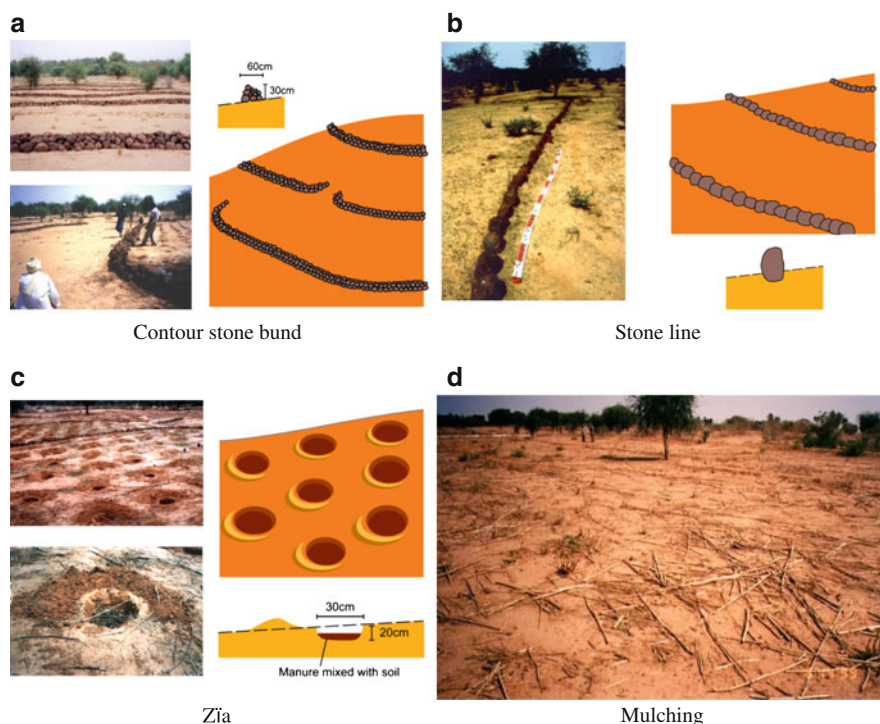 a
60cm
30cm
Contour stone bund
b
Stone line
c
30cm
20cm
Manure mixed with soil
Zïa
d
Mulching